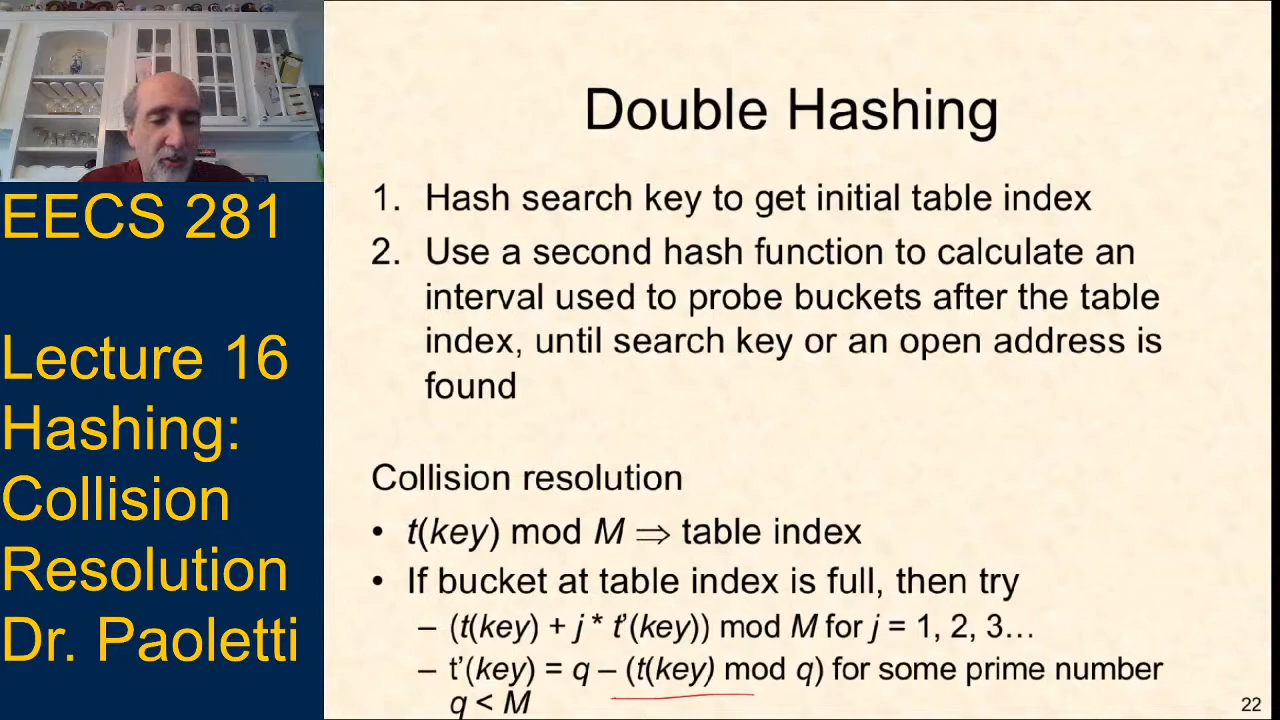 EECS 281
Lecture 16
Hashing:
Collision
Resolution
Dr. Paoletti
Double Hashing
1. Hash search key to get initial table index
2. Use a second hash function to calculate an
interval used to probe buckets after the table
index, until search key or an open address is
found
Collision resolution
• t(key) mod M ⇒ table index
• If bucket at table index is full, then try
– (t(key) + j * t’(key)) mod M for j = 1, 2, 3…
– t’(key) = q – (t(key) mod q) for some prime number
q < M
22